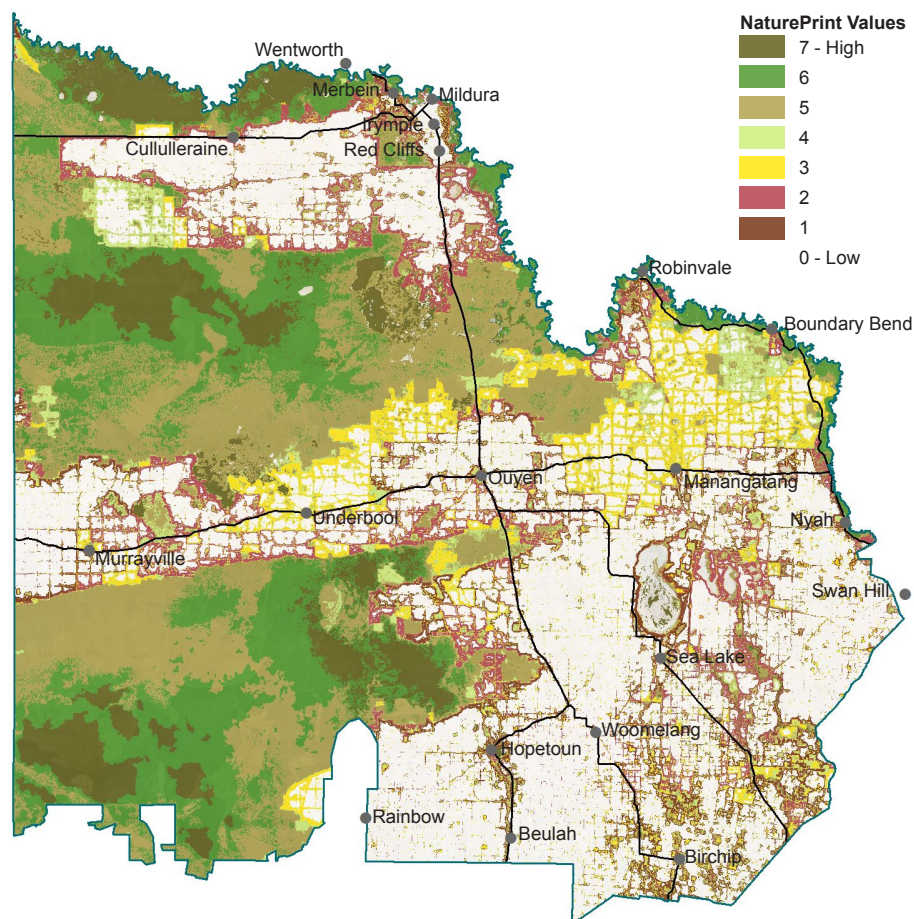 NaturePrint Values
7 - High
6
5
4
3
2
1
0 - Low
Wentworth
Merbein
Mildura
Irymple
Cullulleraine
Red Cliffs
Robinvale
Boundary Bend
Ouyen
Manangatang
Underbool
Nyah
Murrayville
Swan Hill
Sea Lake
Woomelang
Hopetoun
Rainbow
Beulah
Birchip